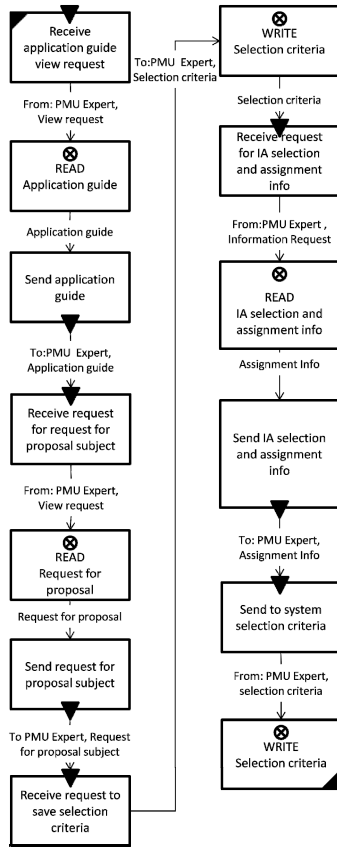 Receive
application guide
view request
From: PMU Expert,
View request
READ
Application guide
Application guide
Send application
guide
To:PMU Expert,
Application guide
Receive request
for request for
proposal subject
From: PMU Expert,
View request
READ
Request for
proposal
Request for proposal
Send request for
proposal subject
To PMU Expert, Request
for proposal subject
Receive request to
save selection
criteria
To:PMU Expert,
Selection criteria
WRITE
Selection criteria
Selection criteria
Receive request
for IA selection
and assignment
info
From:PMU Expert ,
Information Request
READ
IA selection and
assignment info
Assignment Info
Send IA selection
and assignment
info
To: PMU Expert,
Assignment Info
Send to system
selection criteria
From: PMU Expert,
selection criteria
WRITE
Selection criteria